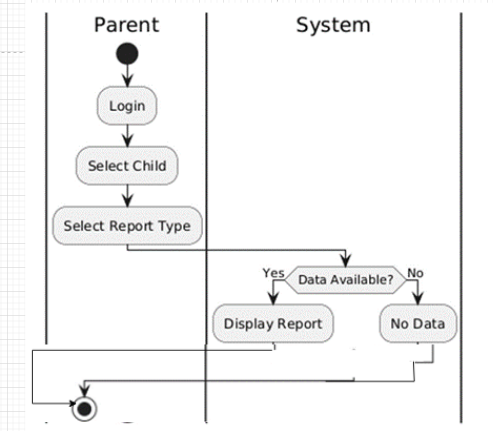 Parent
System
Login
Select Child
Select Report Type
Yes
Data Available?
No
Display Report
No Data